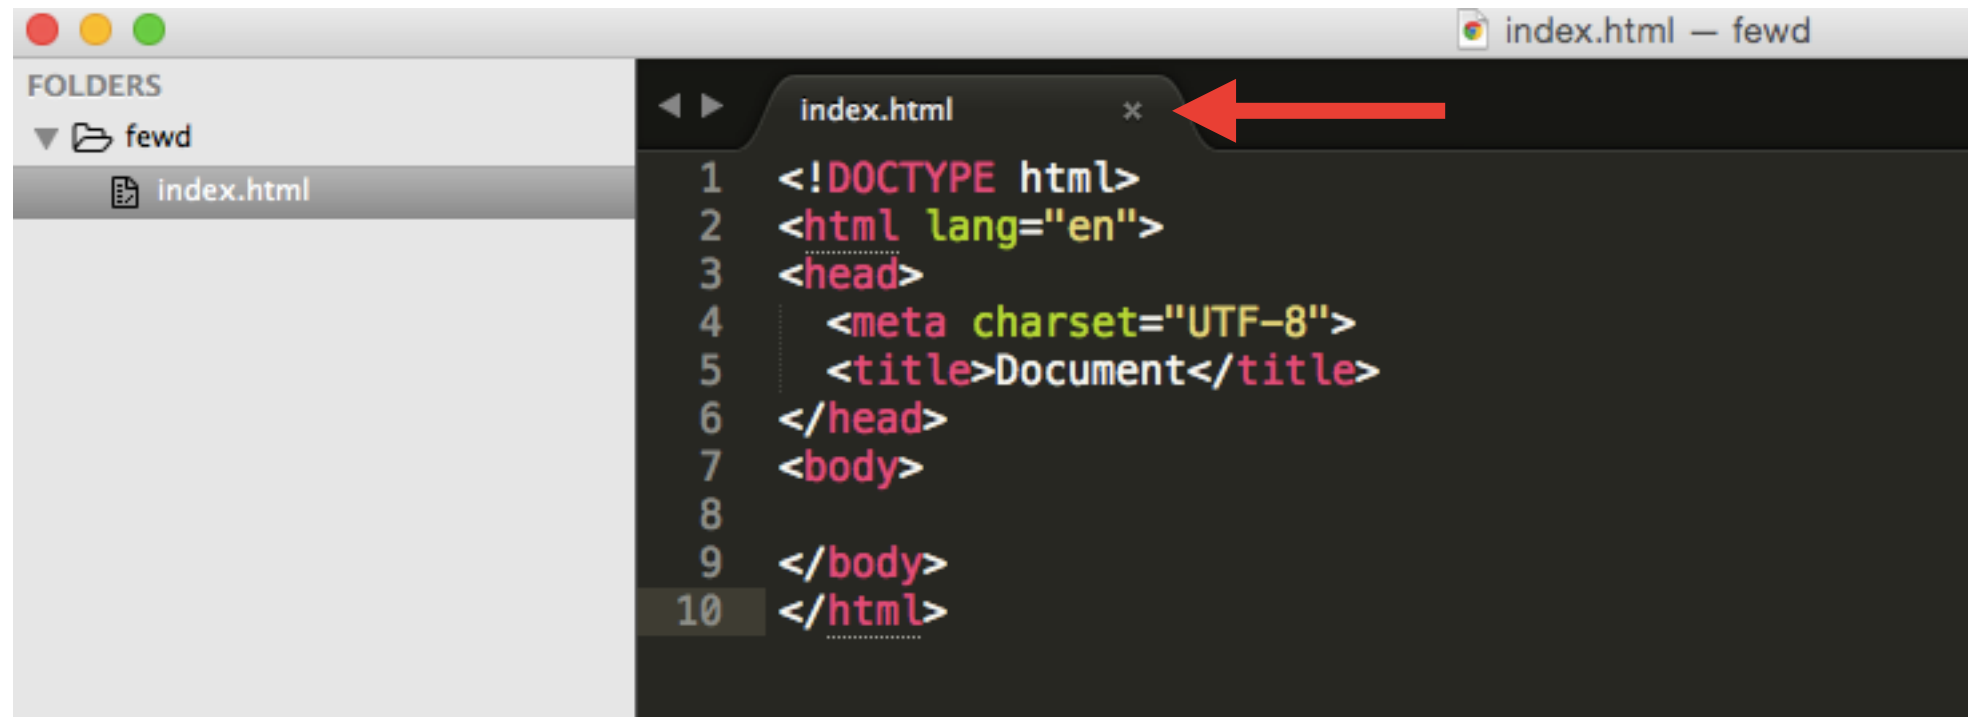 index.html — fewd
FOLDERS
fewd
index.html
index.html ×
1 <!DOCTYPE html>
2 <html lang="en">
3 <head>
4   <meta charset="UTF-8">
5   <title>Document</title>
6 </head>
7 <body>
8
9 </body>
10 </html>